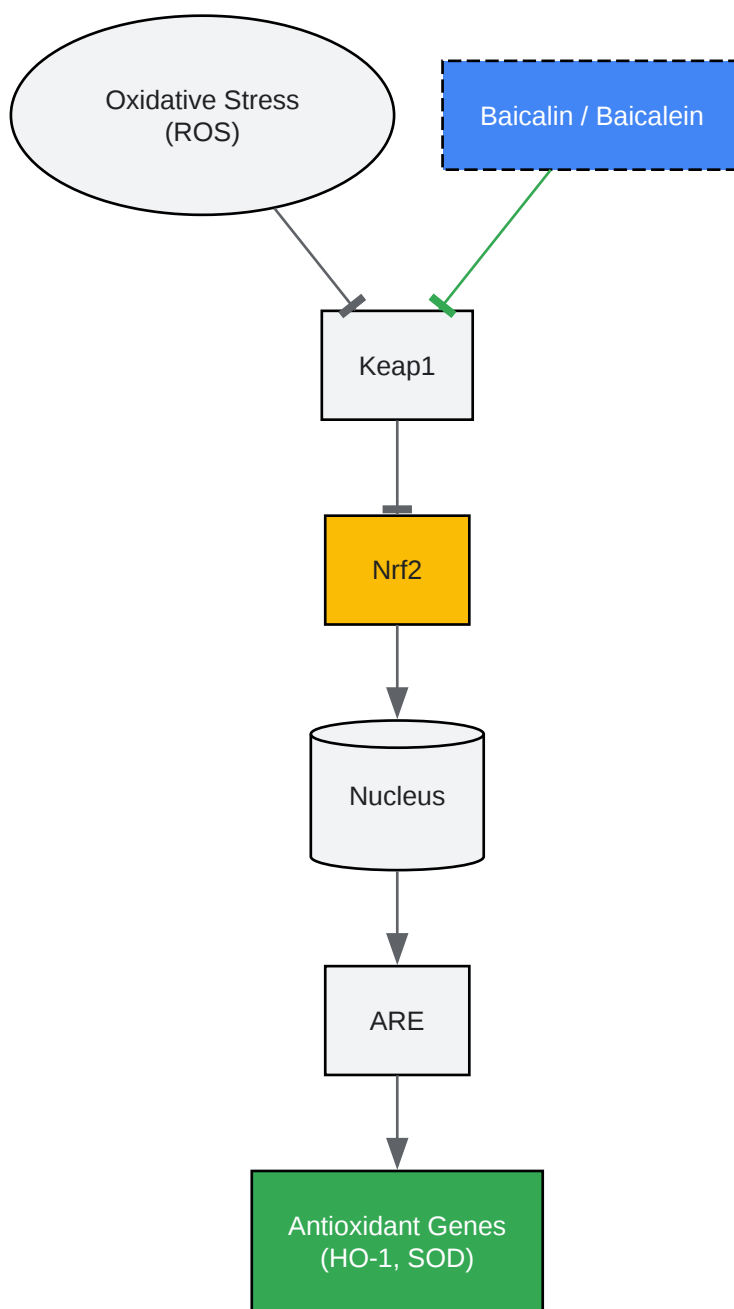 Oxidative Stress
(ROS)
Baicalin / Baicalein
Keap1
Nrf2
Nucleus
ARE
Antioxidant Genes
(HO-1, SOD)